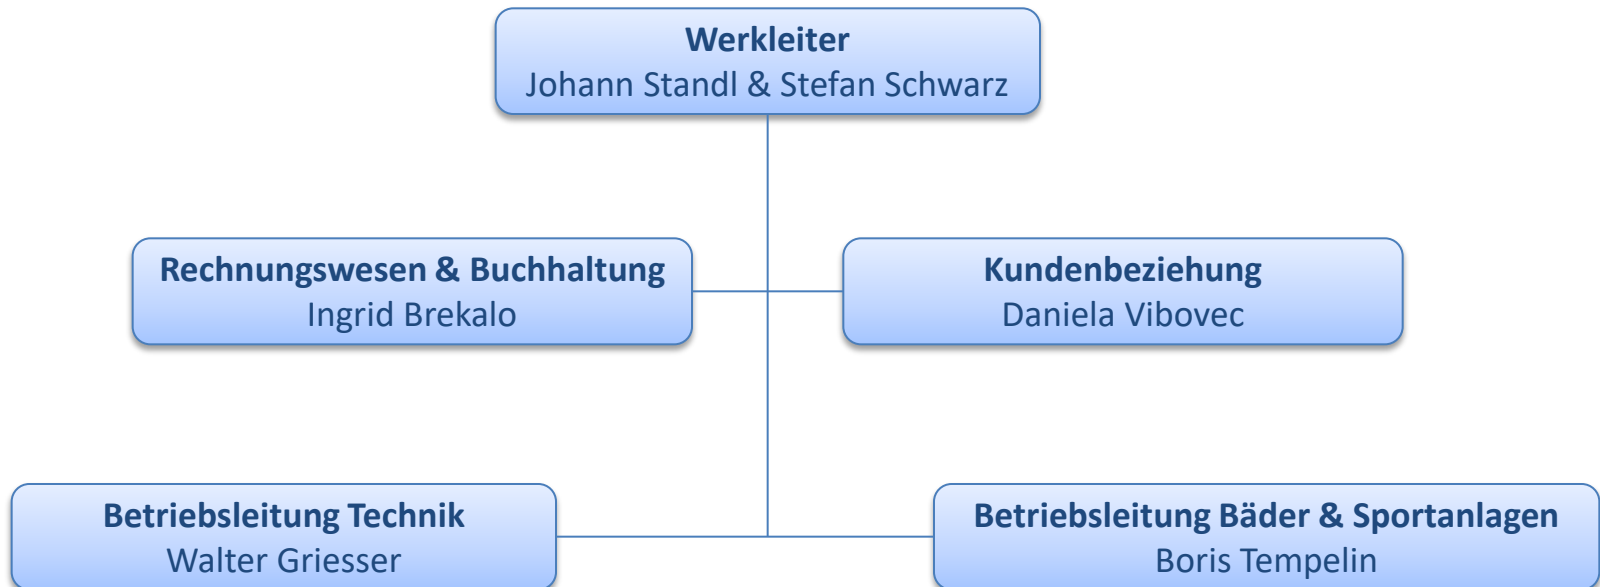 Werkleiter
Johann Standl & Stefan Schwarz
Rechnungswesen & Buchhaltung
Ingrid Brekalo
Kundenbeziehung
Daniela Vibovec
Betriebsleitung Technik
Walter Griesser
Betriebsleitung Bäder & Sportanlagen
Boris Tempelin